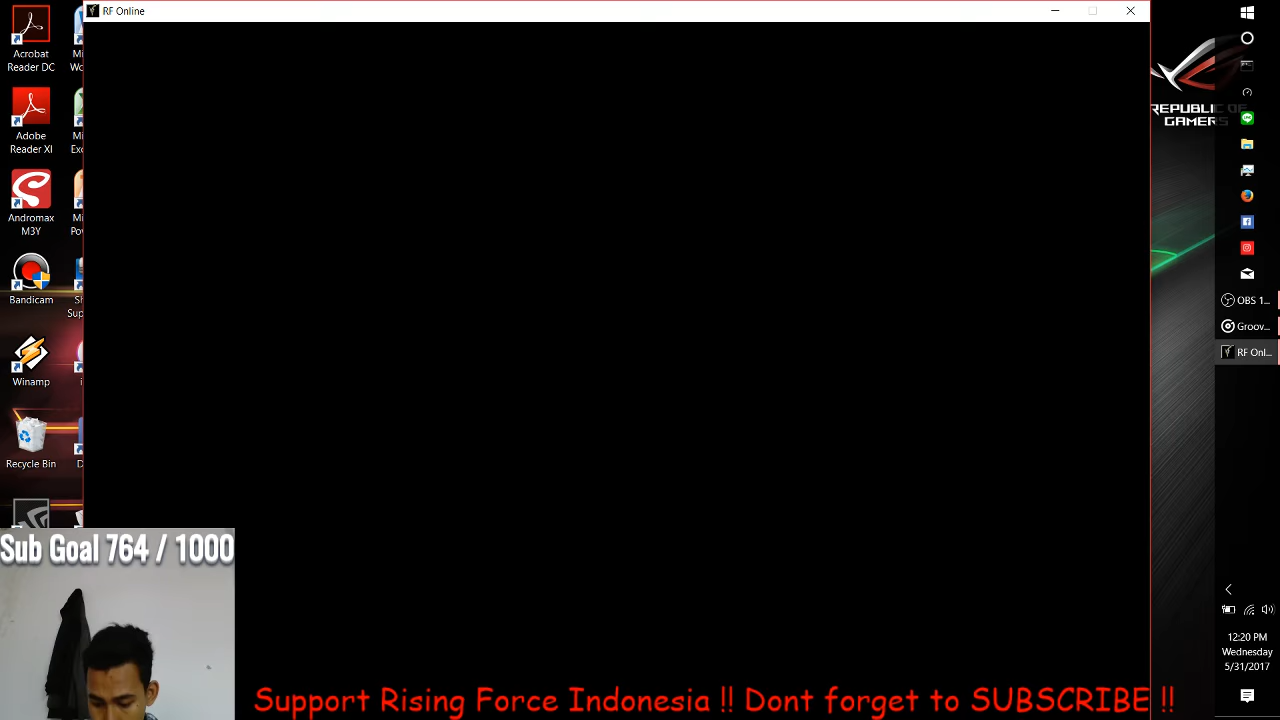 RF Online
Acrobat
Reader DC
Adobe
Reader XI
Andromax
M3Y
Bandicam
Winamp
Recycle Bin
REPUBLIC OF
GAMERS
OBS 1...
Groov...
RF Onl...
12:20 PM
Wednesday
5/31/2017
Sub Goal 764 / 1000
Support Rising Force Indonesia !! Dont forget to SUBSCRIBE !!